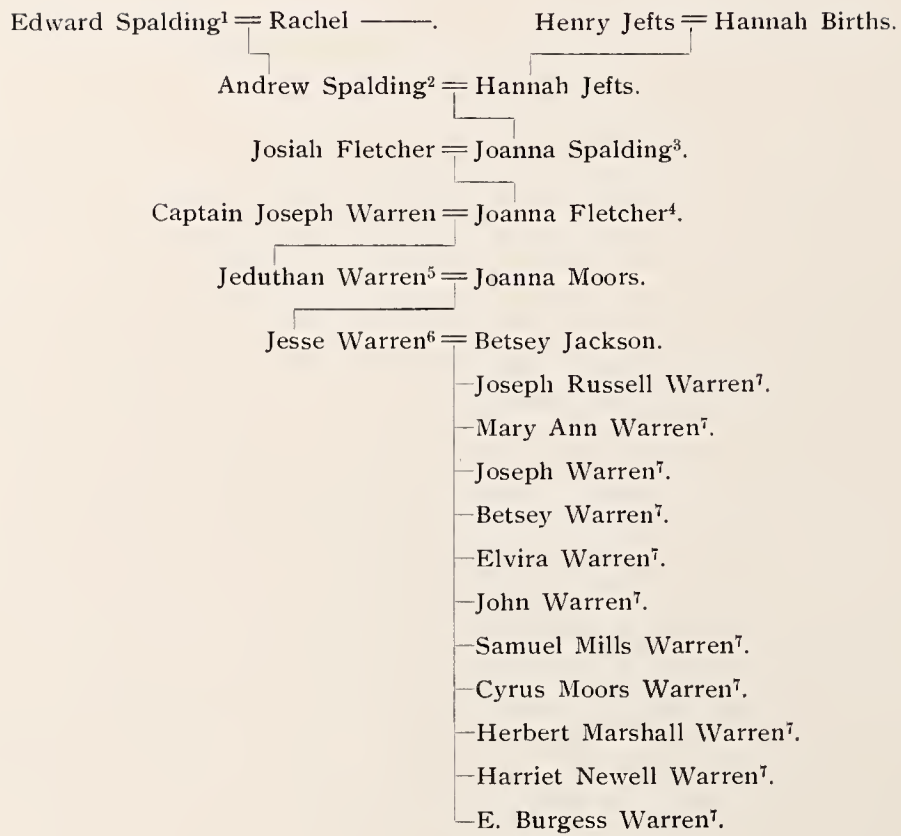 Edward Spalding¹ = Rachel ———. Henry Jefts = Hannah Births.
Andrew Spalding² = Hannah Jefts.
Josiah Fletcher = Joanna Spalding³.
Captain Joseph Warren = Joanna Fletcher⁴.
Jeduthan Warren⁵ = Joanna Moors.
Jesse Warren⁶ = Betsey Jackson.
Joseph Russell Warren⁷.
Mary Ann Warren⁷.
Joseph Warren⁷.
Betsey Warren⁷.
Elvira Warren⁷.
John Warren⁷.
Samuel Mills Warren⁷.
Cyrus Moors Warren⁷.
Herbert Marshall Warren⁷.
Harriet Newell Warren⁷.
E. Burgess Warren⁷.